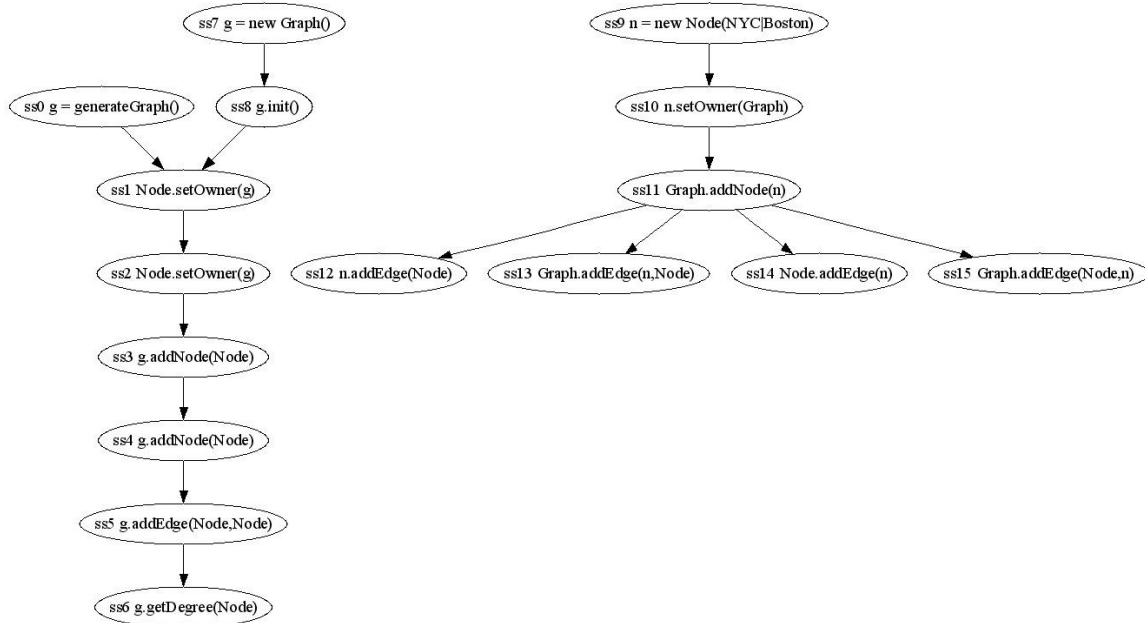 ss7 g = new Graph()
ss9 n = new Node(NYC|Boston)
ss0 g = generateGraph()
ss8 g.init()
ss10 n.setOwner(Graph)
ss1 Node.setOwner(g)
ss11 Graph.addNode(n)
ss2 Node.setOwner(g)
ss12 n.addEdge(Node)
ss13 Graph.addEdge(n,Node)
ss14 Node.addEdge(n)
ss15 Graph.addEdge(Node,n)
ss3 g.addNode(Node)
ss4 g.addNode(Node)
ss5 g.addEdge(Node,Node)
ss6 g.getDegree(Node)